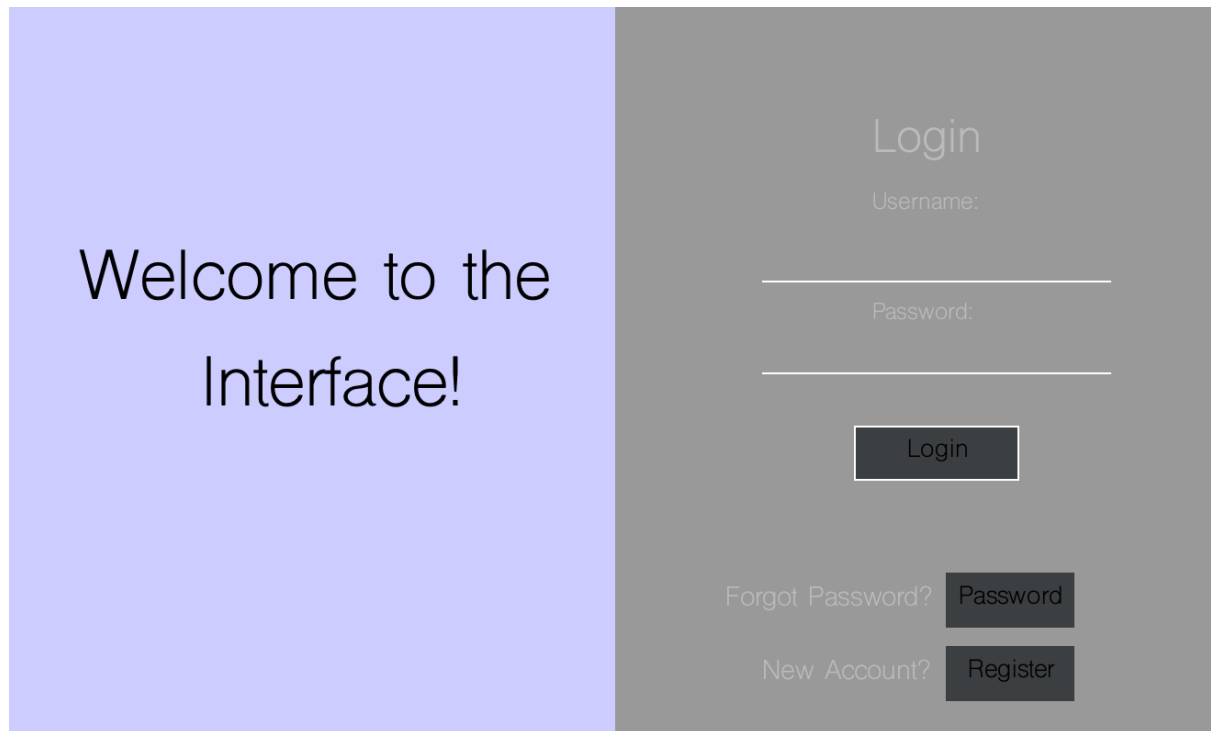 Welcome to the
Interface!
Login
Username:
Password:
Login
Forgot Password? Password
New Account? Register